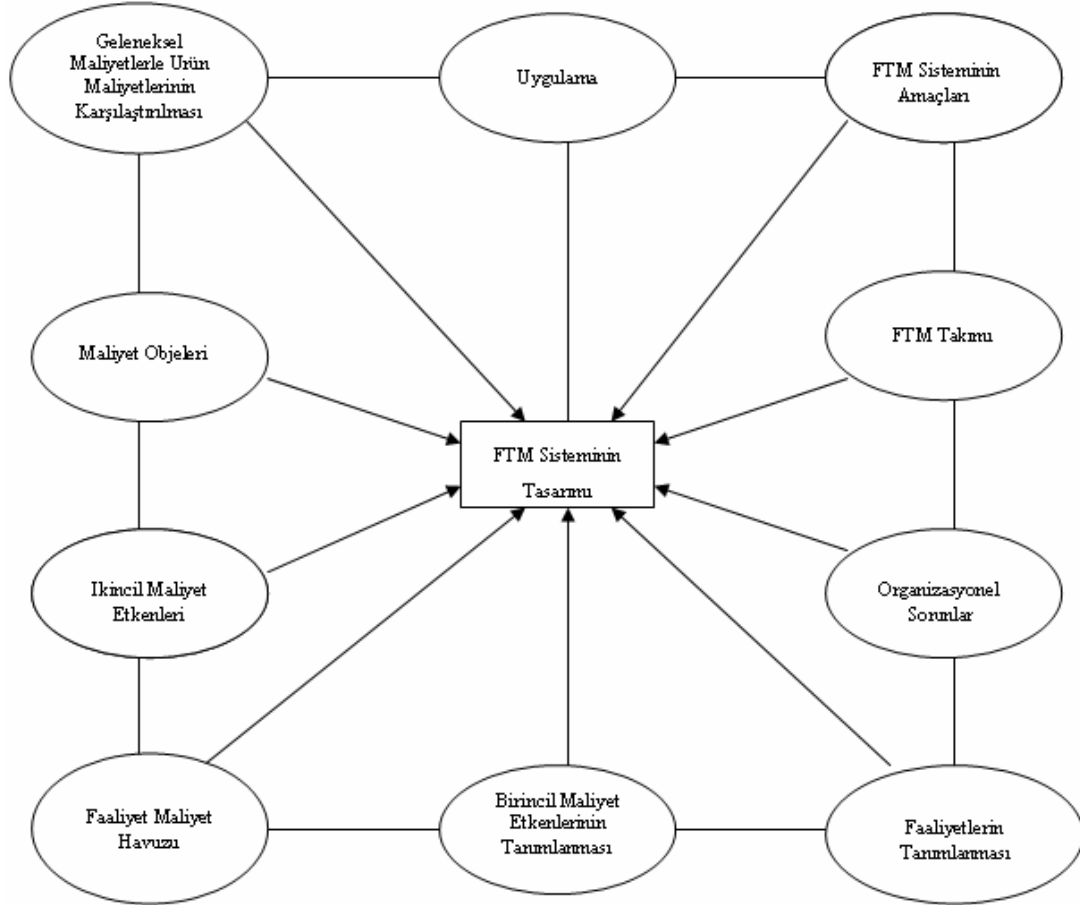 Geleneksel
Maliyetlerle Urün
Maliyetlerinin
Karşılaştırılması
Uygulama
FTM Sisteminin
Amaçları
Maliyet Objeleri
FTM Takımı
FTM Sisteminin
Tasarımı
Ikincil Maliyet
Etkenleri
Organizasyonel
Sorunlar
Faaliyet Maliyet
Havuzu
Birincil Maliyet
Etkenlerinin
Tanımlanması
Faaliyetlerin
Tanımlanması